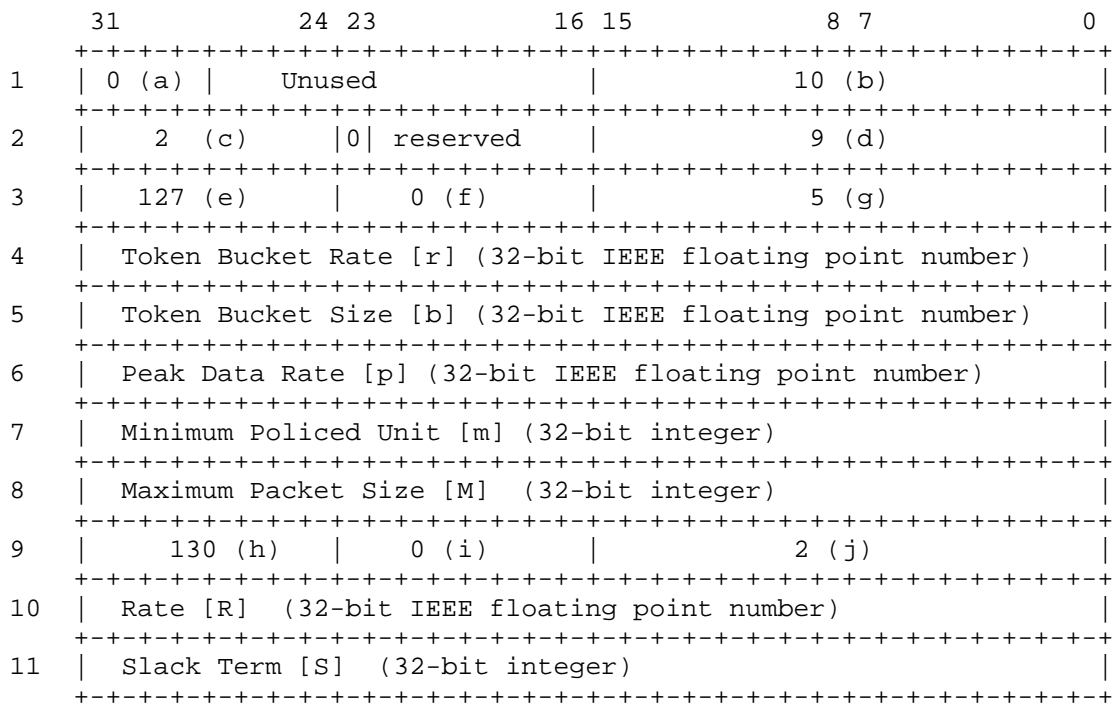 31 24 23 16 15 8 7 0
+-+-+-+-+-+-+-+-+-+-+-+-+-+-+-+-+-+-+-+-+-+-+-+-+-+-+-+-+-+-+-+-+
1 | 0 (a) | Unused | 10 (b) |
+-+-+-+-+-+-+-+-+-+-+-+-+-+-+-+-+-+-+-+-+-+-+-+-+-+-+-+-+-+-+-+-+
2 | 2 (c) |0| reserved | 9 (d) |
+-+-+-+-+-+-+-+-+-+-+-+-+-+-+-+-+-+-+-+-+-+-+-+-+-+-+-+-+-+-+-+-+
3 | 127 (e) | 0 (f) | 5 (g) |
+-+-+-+-+-+-+-+-+-+-+-+-+-+-+-+-+-+-+-+-+-+-+-+-+-+-+-+-+-+-+-+-+
4 | Token Bucket Rate [r] (32-bit IEEE floating point number) |
+-+-+-+-+-+-+-+-+-+-+-+-+-+-+-+-+-+-+-+-+-+-+-+-+-+-+-+-+-+-+-+-+
5 | Token Bucket Size [b] (32-bit IEEE floating point number) |
+-+-+-+-+-+-+-+-+-+-+-+-+-+-+-+-+-+-+-+-+-+-+-+-+-+-+-+-+-+-+-+-+
6 | Peak Data Rate [p] (32-bit IEEE floating point number) |
+-+-+-+-+-+-+-+-+-+-+-+-+-+-+-+-+-+-+-+-+-+-+-+-+-+-+-+-+-+-+-+-+
7 | Minimum Policed Unit [m] (32-bit integer) |
+-+-+-+-+-+-+-+-+-+-+-+-+-+-+-+-+-+-+-+-+-+-+-+-+-+-+-+-+-+-+-+-+
8 | Maximum Packet Size [M] (32-bit integer) |
+-+-+-+-+-+-+-+-+-+-+-+-+-+-+-+-+-+-+-+-+-+-+-+-+-+-+-+-+-+-+-+-+
9 | 130 (h) | 0 (i) | 2 (j) |
+-+-+-+-+-+-+-+-+-+-+-+-+-+-+-+-+-+-+-+-+-+-+-+-+-+-+-+-+-+-+-+-+
10 | Rate [R] (32-bit IEEE floating point number) |
+-+-+-+-+-+-+-+-+-+-+-+-+-+-+-+-+-+-+-+-+-+-+-+-+-+-+-+-+-+-+-+-+
11 | Slack Term [S] (32-bit integer) |
+-+-+-+-+-+-+-+-+-+-+-+-+-+-+-+-+-+-+-+-+-+-+-+-+-+-+-+-+-+-+-+-+